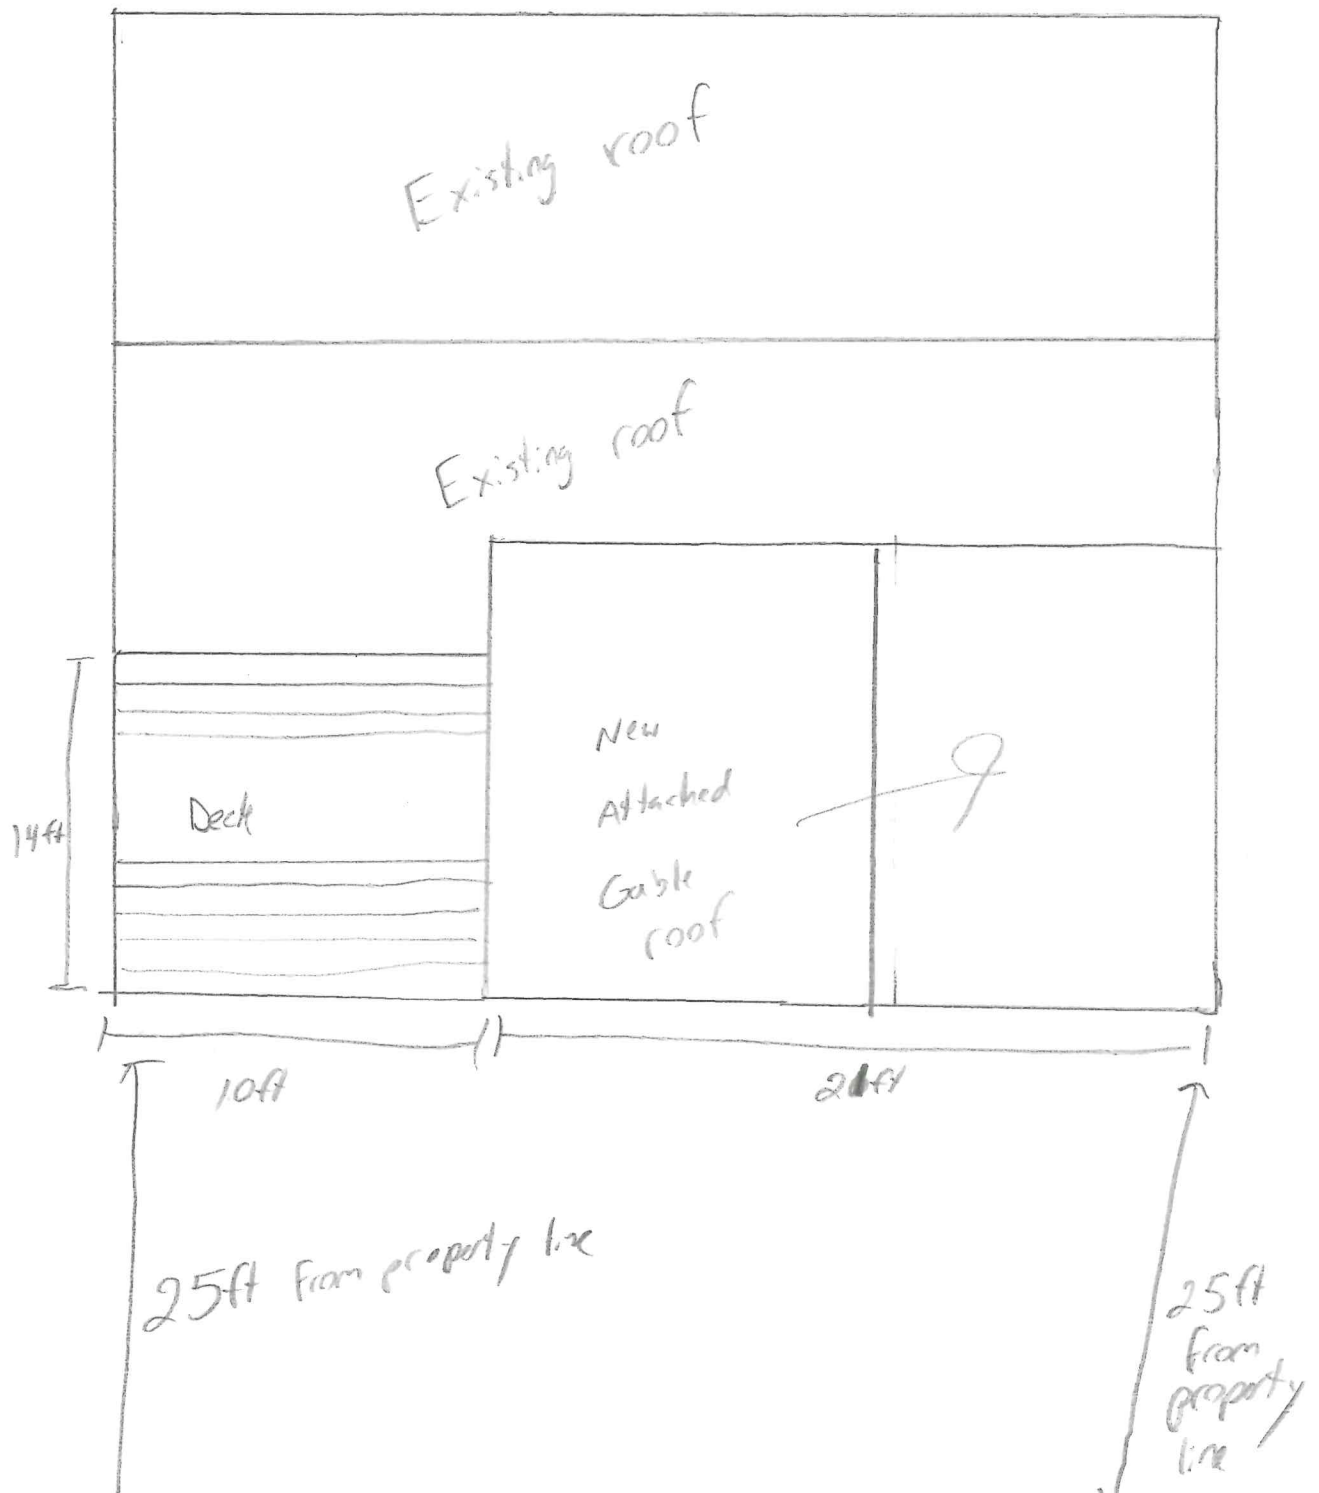 Existing roof
Existing roof
New
Attached
Gable
roof
Deck
14ft
10ft
21ft
25ft from property line
25ft
from
property
line